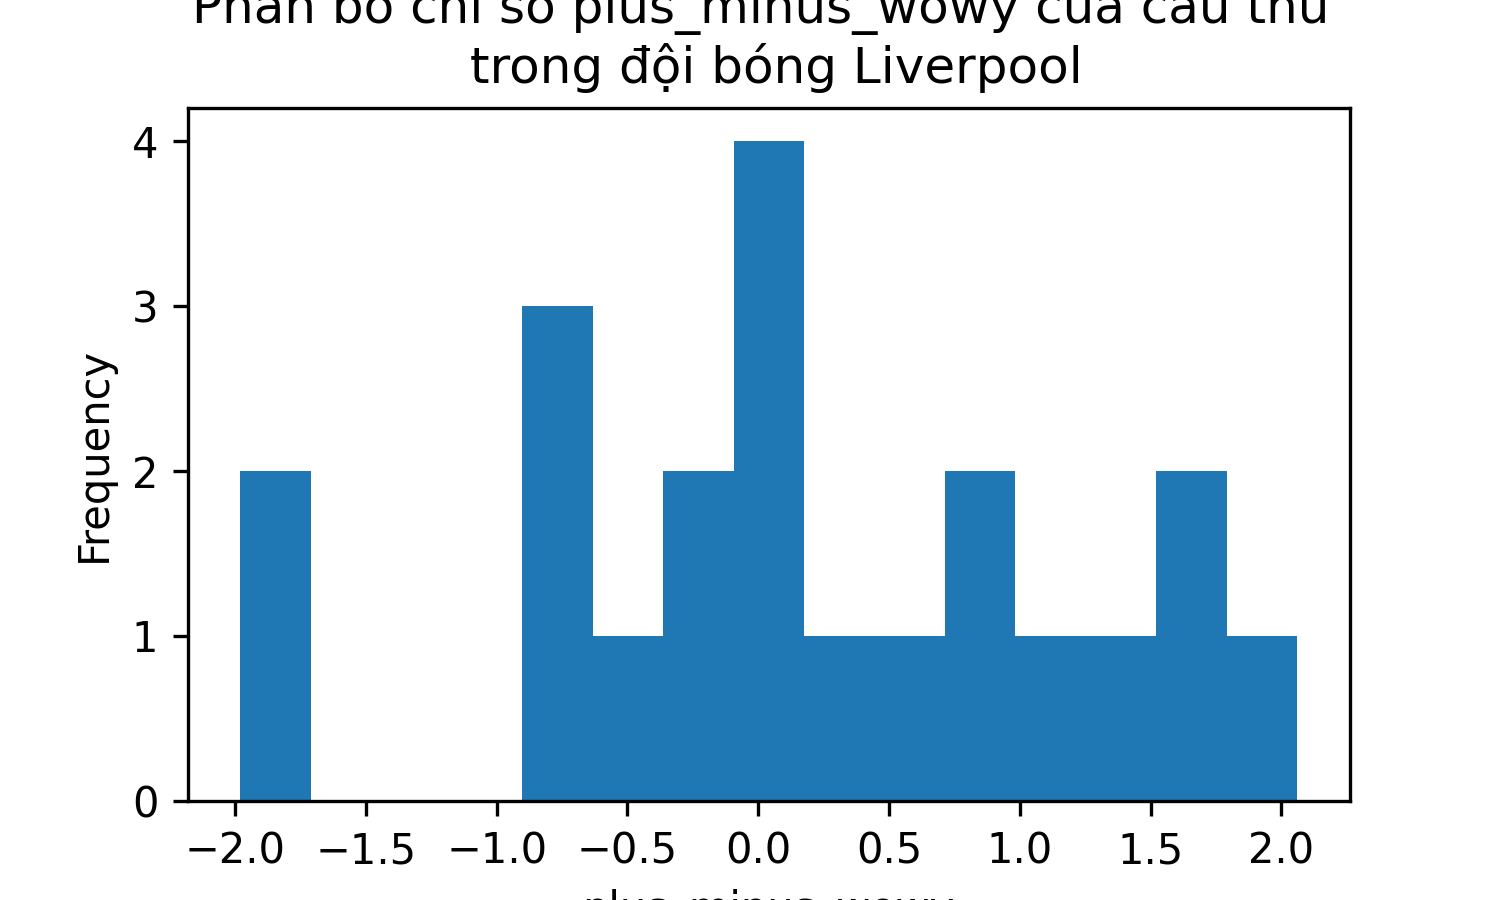 Phân bố chỉ số plus_minus_wowy của cầu thủ
trong đội bóng Liverpool
4
3
2
1
0
Frequency
−2.0 −1.5 −1.0 −0.5 0.0 0.5 1.0 1.5 2.0
plus_minus_wowy